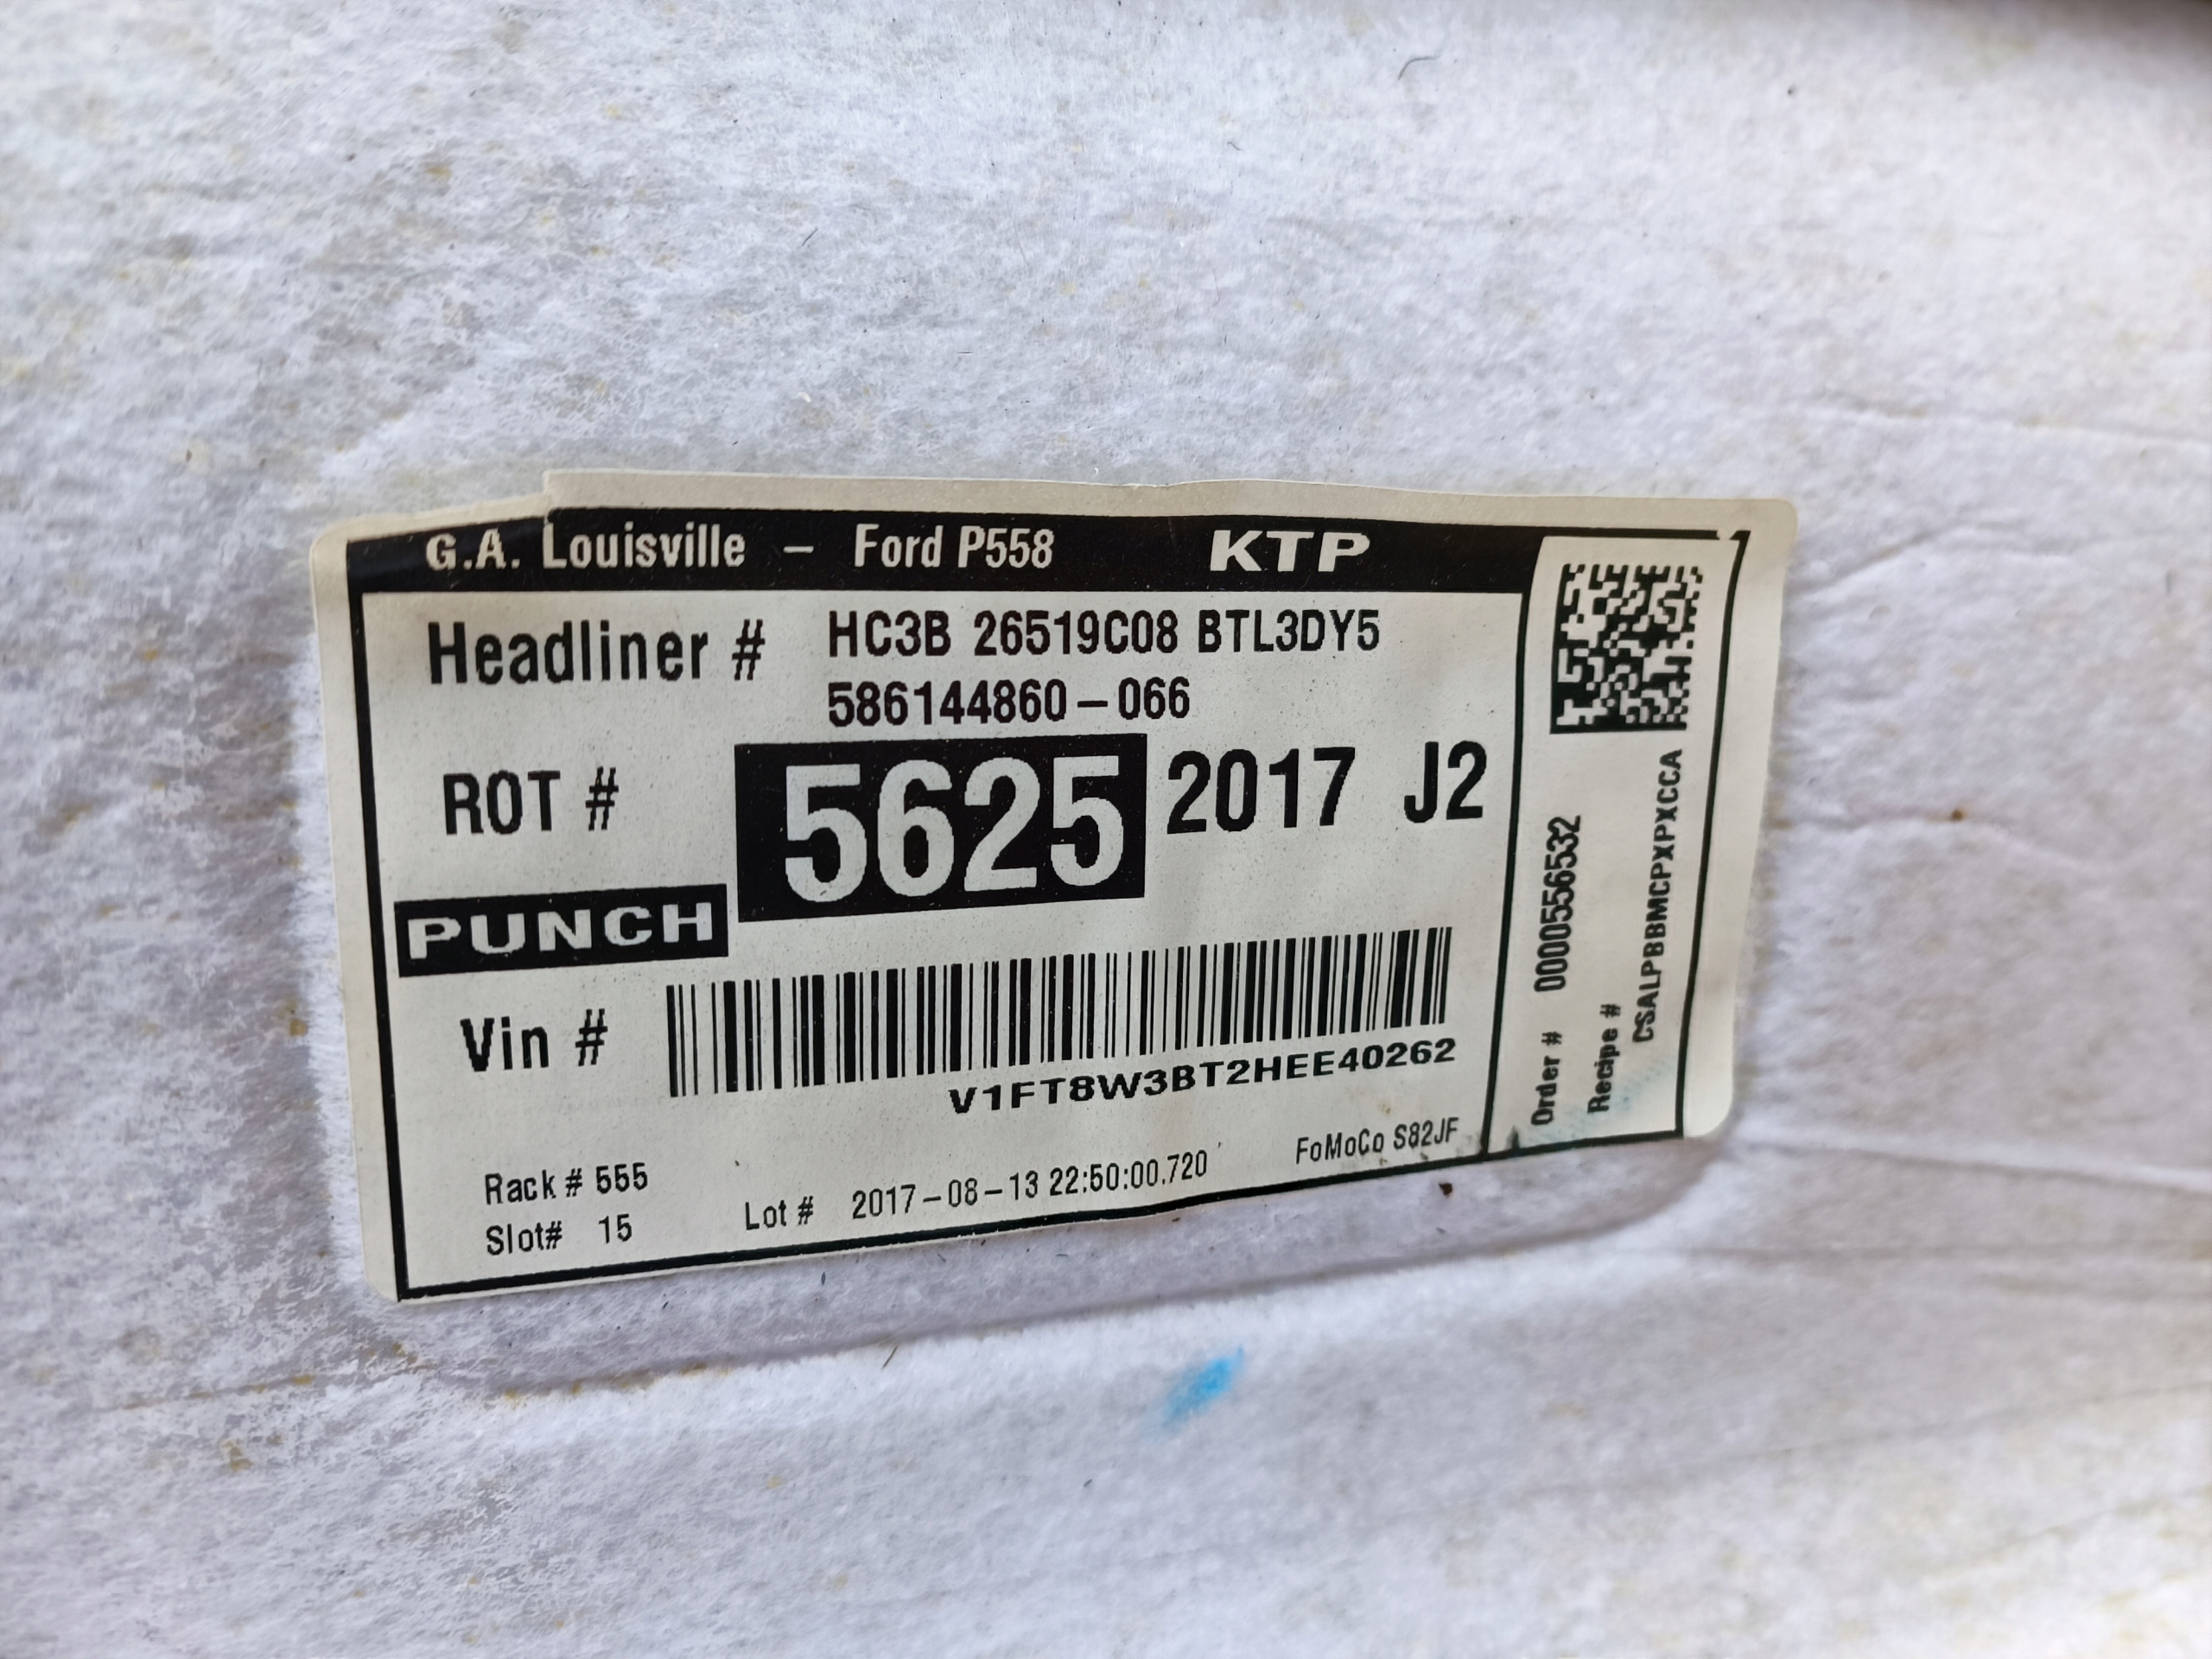 G.A. Louisville – Ford P558 KTP
Headliner # HC3B 26519C08 BTL3DY5
586144860-066
ROT # 5625 2017 J2
PUNCH
Vin #
V1FT8W3BT2HEE40262
Rack # 555
Slot# 15
Lot # 2017-08-13 22:50:00.720
FoMoCo S82JF
Order # 0000556532
Recipe #
CSALPBBMCPXPXCCA